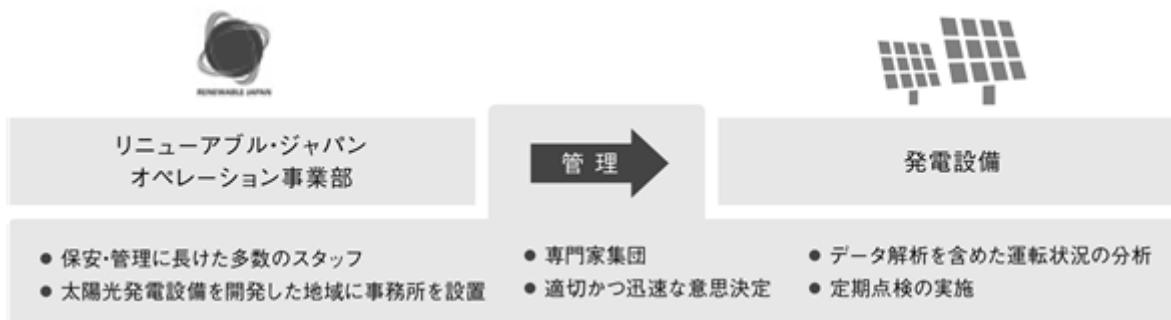 RENEWABLE JAPAN
リニューアブル・ジャパン
オペレーション事業部
管理
発電設備
● 保安・管理に長けた多数のスタッフ
● 太陽光発電設備を開発した地域に事務所を設置
● 専門家集団
● 適切かつ迅速な意思決定
● データ解析を含めた運転状況の分析
● 定期点検の実施